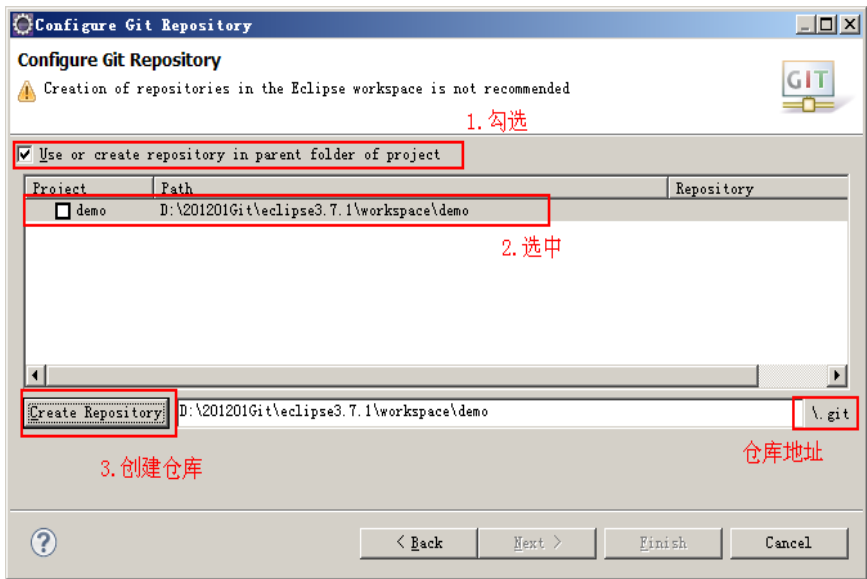 Configure Git Repository
Configure Git Repository
Creation of repositories in the Eclipse workspace is not recommended
GIT
1.勾选
Use or create repository in parent folder of project
Project Path Repository
demo D:\201201Git\eclipse3.7.1\workspace\demo
2.选中
Create Repository D:\201201Git\eclipse3.7.1\workspace\demo \.git
仓库地址
3.创建仓库
? < Back Next > Finish Cancel